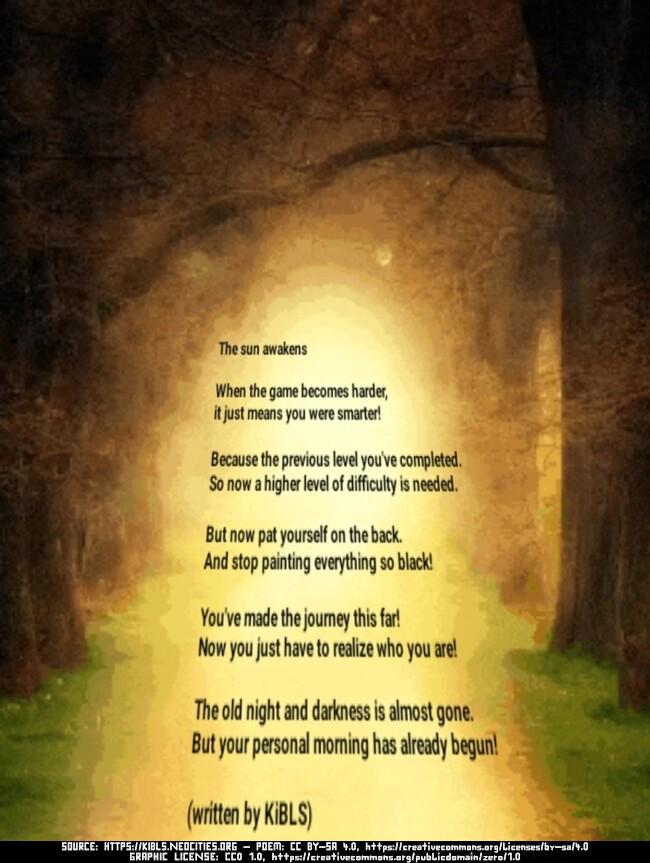 The sun awakens
When the game becomes harder,
it just means you were smarter!
Because the previous level you've completed.
So now a higher level of difficulty is needed.
But now pat yourself on the back.
And stop painting everything so black!
You've made the journey this far!
Now you just have to realize who you are!
The old night and darkness is almost gone.
But your personal morning has already begun!
(written by KiBLS)
SOURCE: HTTPS://KIBLS.NEOCITIES.ORG – POEM: CC BY-SA 4.0, https://creativecommons.org/licenses/by-sa/4.0
GRAPHIC LICENSE: CC0 1.0, https://creativecommons.org/publicdomain/zero/1.0